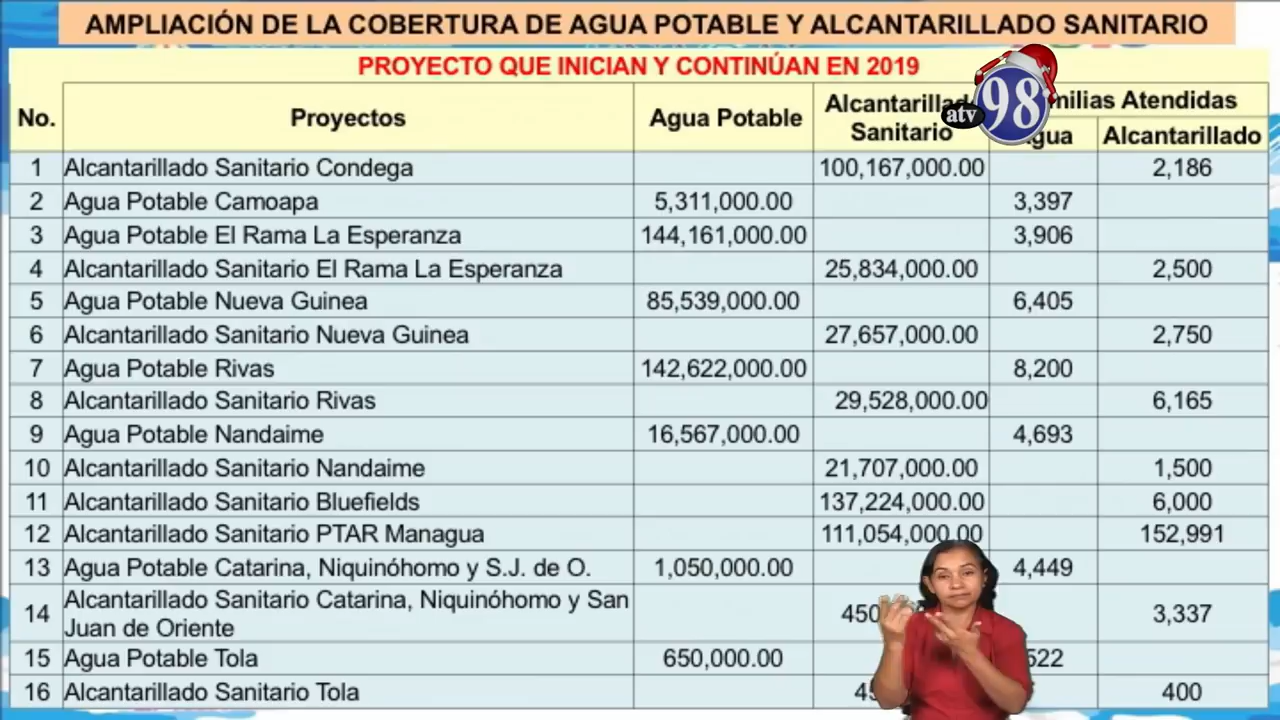 AMPLIACIÓN DE LA COBERTURA DE AGUA POTABLE Y ALCANTARILLADO SANITARIO
PROYECTO QUE INICIAN Y CONTINÚAN EN 2019
No. Proyectos Agua Potable Sanitario Atendidas
atv 98
Alcantarillado
1 Alcantarillado Sanitario Condega 100,167,000.00 2,186
2 Agua Potable Camoapa 5,311,000.00 3,397
3 Agua Potable El Rama La Esperanza 144,161,000.00 3,906
4 Alcantarillado Sanitario El Rama La Esperanza 25,834,000.00 2,500
5 Agua Potable Nueva Guinea 85,539,000.00 6,405
6 Alcantarillado Sanitario Nueva Guinea 27,657,000.00 2,750
7 Agua Potable Rivas 142,622,000.00 8,200
8 Alcantarillado Sanitario Rivas 29,528,000.00 6,165
9 Agua Potable Nandaime 16,567,000.00 4,693
10 Alcantarillado Sanitario Nandaime 21,707,000.00 1,500
11 Alcantarillado Sanitario Bluefields 137,224,000.00 6,000
12 Alcantarillado Sanitario PTAR Managua 111,054,000.00 152,991
13 Agua Potable Catarina, Niquinóhomo y S.J. de O. 1,050,000.00 4,449
14 Alcantarillado Sanitario Catarina, Niquinóhomo y San
Juan de Oriente 3,337
15 Agua Potable Tola 650,000.00
16 Alcantarillado Sanitario Tola 400